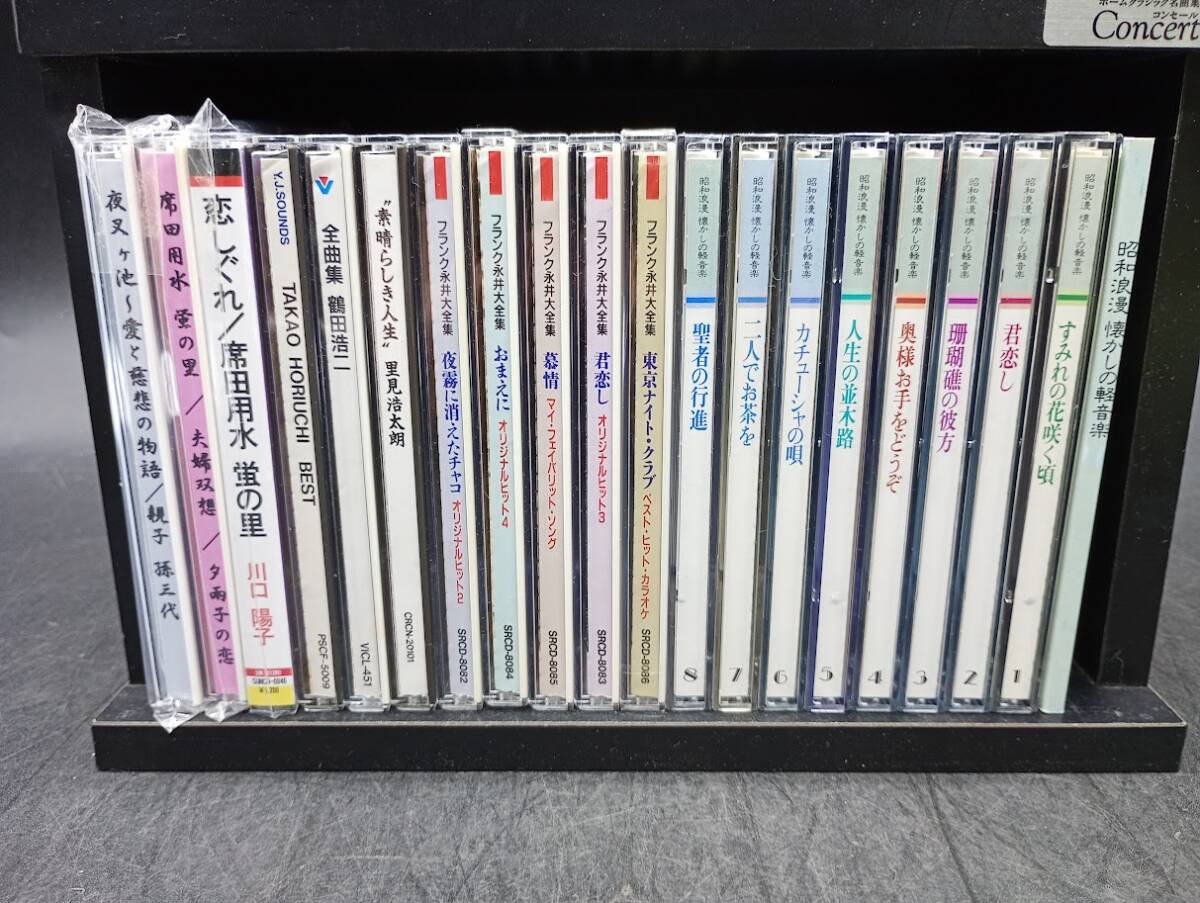 ホームクラシック名曲集
コンセール
Concert
夜叉ヶ池～愛と慈悲の物語/親子孫三代
席田用水 蛍の里 / 夫婦双想 / 夕雨子の恋
恋しぐれ/席田用水 蛍の里 川口 陽子
¥1,200
Y.J.SOUNDS TAKAO HORIUCHI BEST PSCF-5009
全曲集 鶴田浩二 VICL-451
“素晴らしき人生” 里見浩太朗 CRCN-20101
フランク永井大全集 夜霧に消えたチャコ オリジナルヒット2 SRCD-8082
フランク永井大全集 おまえに オリジナルヒット4 SRCD-8084
フランク永井大全集 慕情 マイ・フェイバリット・ソング SRCD-8085
フランク永井大全集 君恋し オリジナルヒット3 SRCD-8083
フランク永井大全集 東京ナイト・クラブ ベスト・ヒット・カラオケ SRCD-8086
昭和浪漫 懐かしの軽音楽 聖者の行進 8
昭和浪漫 懐かしの軽音楽 二人でお茶を 7
昭和浪漫 懐かしの軽音楽 カチューシャの唄 6
昭和浪漫 懐かしの軽音楽 人生の並木路 5
昭和浪漫 懐かしの軽音楽 奥様お手をどうぞ 4
昭和浪漫 懐かしの軽音楽 珊瑚礁の彼方 3
昭和浪漫 懐かしの軽音楽 君恋し 2
昭和浪漫 懐かしの軽音楽 すみれの花咲く頃 1
昭和浪漫 懐かしの軽音楽